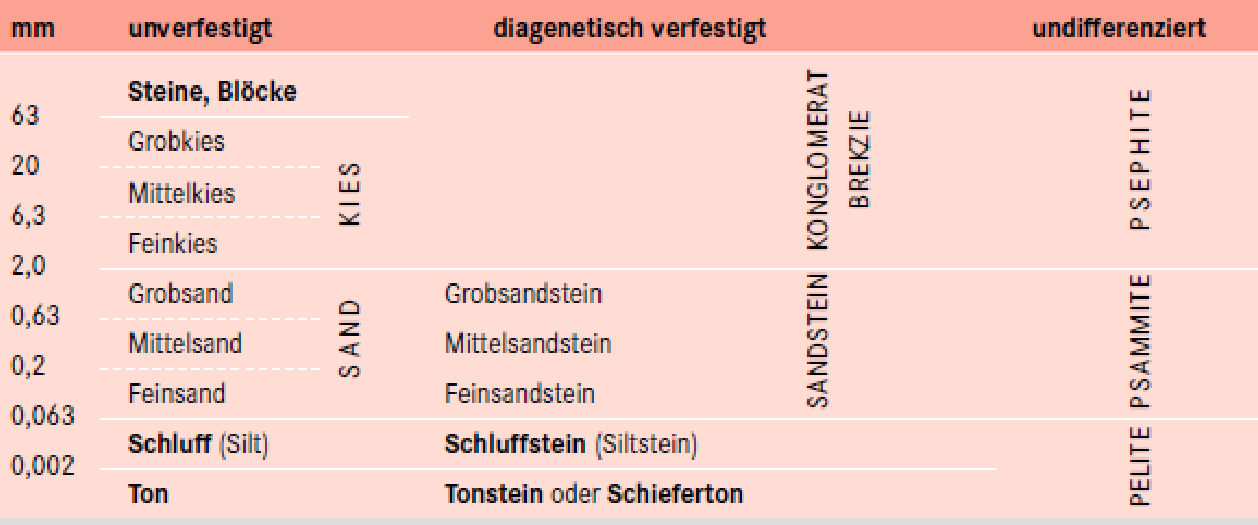 mm unverfestigt diagenetisch verfestigt undifferenziert
Steine, Blöcke
63
Grobkies
20
Mittelkies
6,3
Feinkies
2,0
KIES
KONGLOMERAT
BREKZIE
PSEPHITE
Grobsand Grobsandstein
0,63
Mittelsand Mittelsandstein
0,2
Feinsand Feinsandstein
0,063
SAND
SANDSTEIN
PSAMMITE
Schluff (Silt) Schluffstein (Siltstein)
0,002
Ton Tonstein oder Schieferton
PELITE